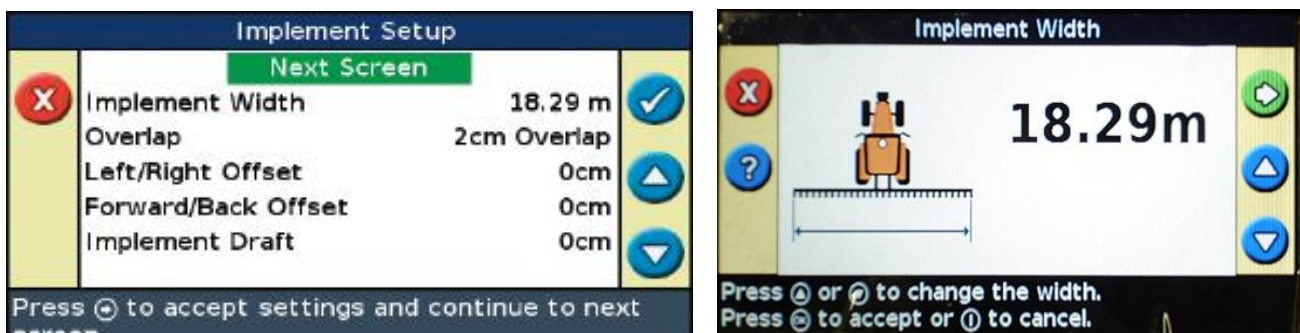 Implement Setup
Next Screen
Implement Width 18.29 m
Overlap 2cm Overlap
Left/Right Offset 0cm
Forward/Back Offset 0cm
Implement Draft 0cm
Press to accept settings and continue to next
Implement Width
18.29m
?
Press or to change the width.
Press to accept or to cancel.